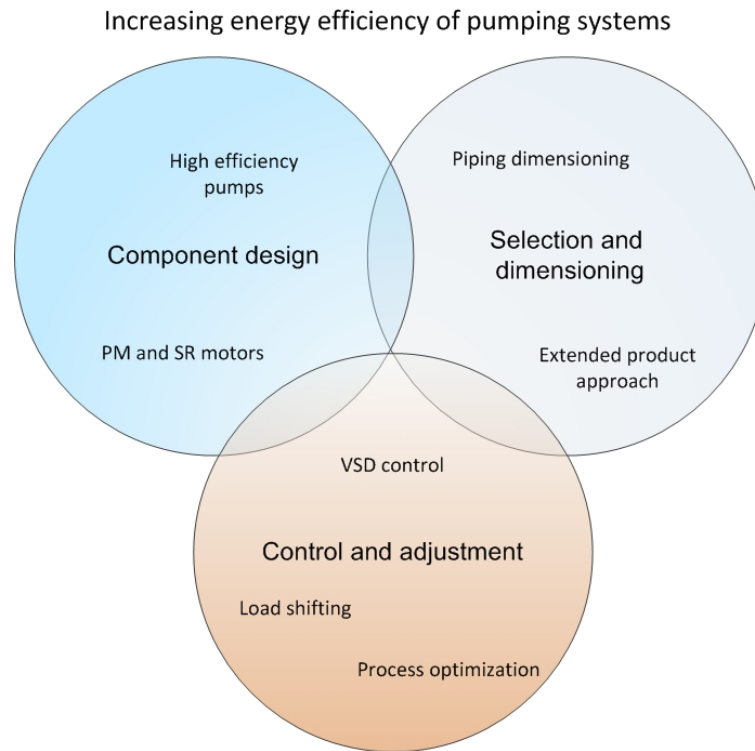 Increasing energy efficiency of pumping systems
High efficiency
pumps
Component design
PM and SR motors
Piping dimensioning
Selection and
dimensioning
Extended product
approach
VSD control
Control and adjustment
Load shifting
Process optimization